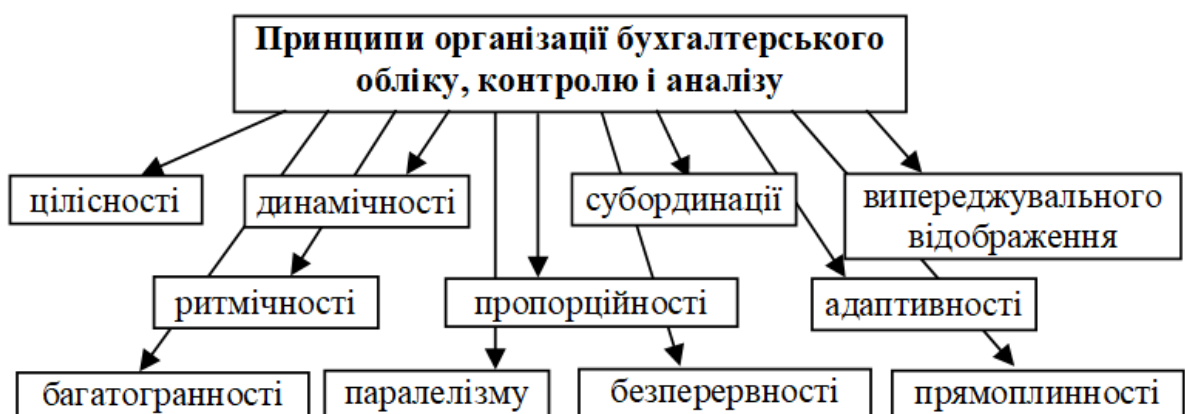 Принципи організації бухгалтерського
обліку, контролю і аналізу
цілісності
динамічності
субординації
випереджувального
відображення
ритмічності
пропорційності
адаптивності
багатогранності
паралелізму
безперервності
прямоплинності